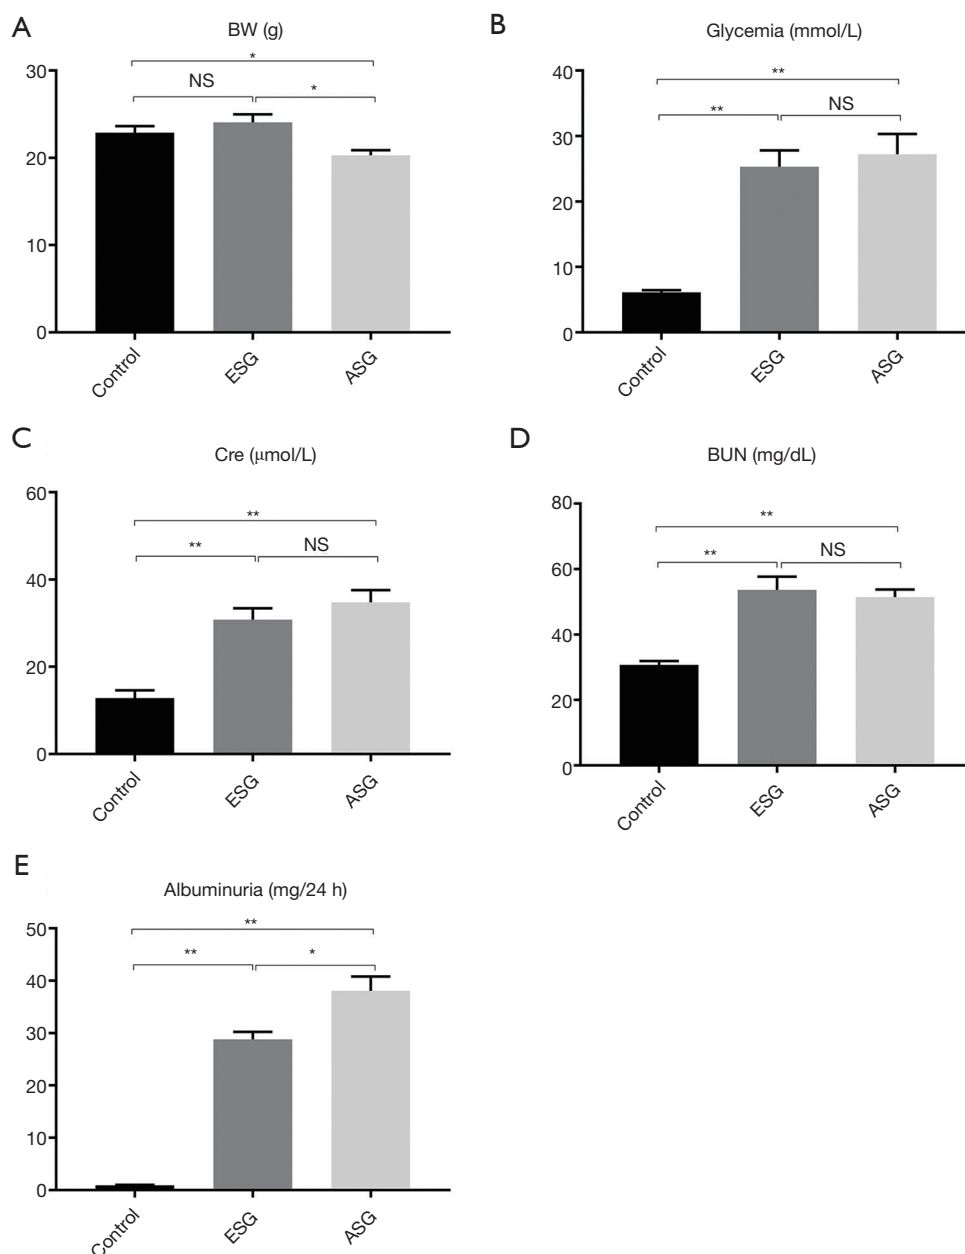 A
BW (g)
30
20
10
0
*
NS
*
Control
ESG
ASG
B
Glycemia (mmol/L)
40
30
20
10
0
**
**
NS
Control
ESG
ASG
C
Cre (μmol/L)
60
40
20
0
**
**
NS
Control
ESG
ASG
D
BUN (mg/dL)
80
60
40
20
0
**
**
NS
Control
ESG
ASG
E
Albuminuria (mg/24 h)
50
40
30
20
10
0
**
**
*
Control
ESG
ASG